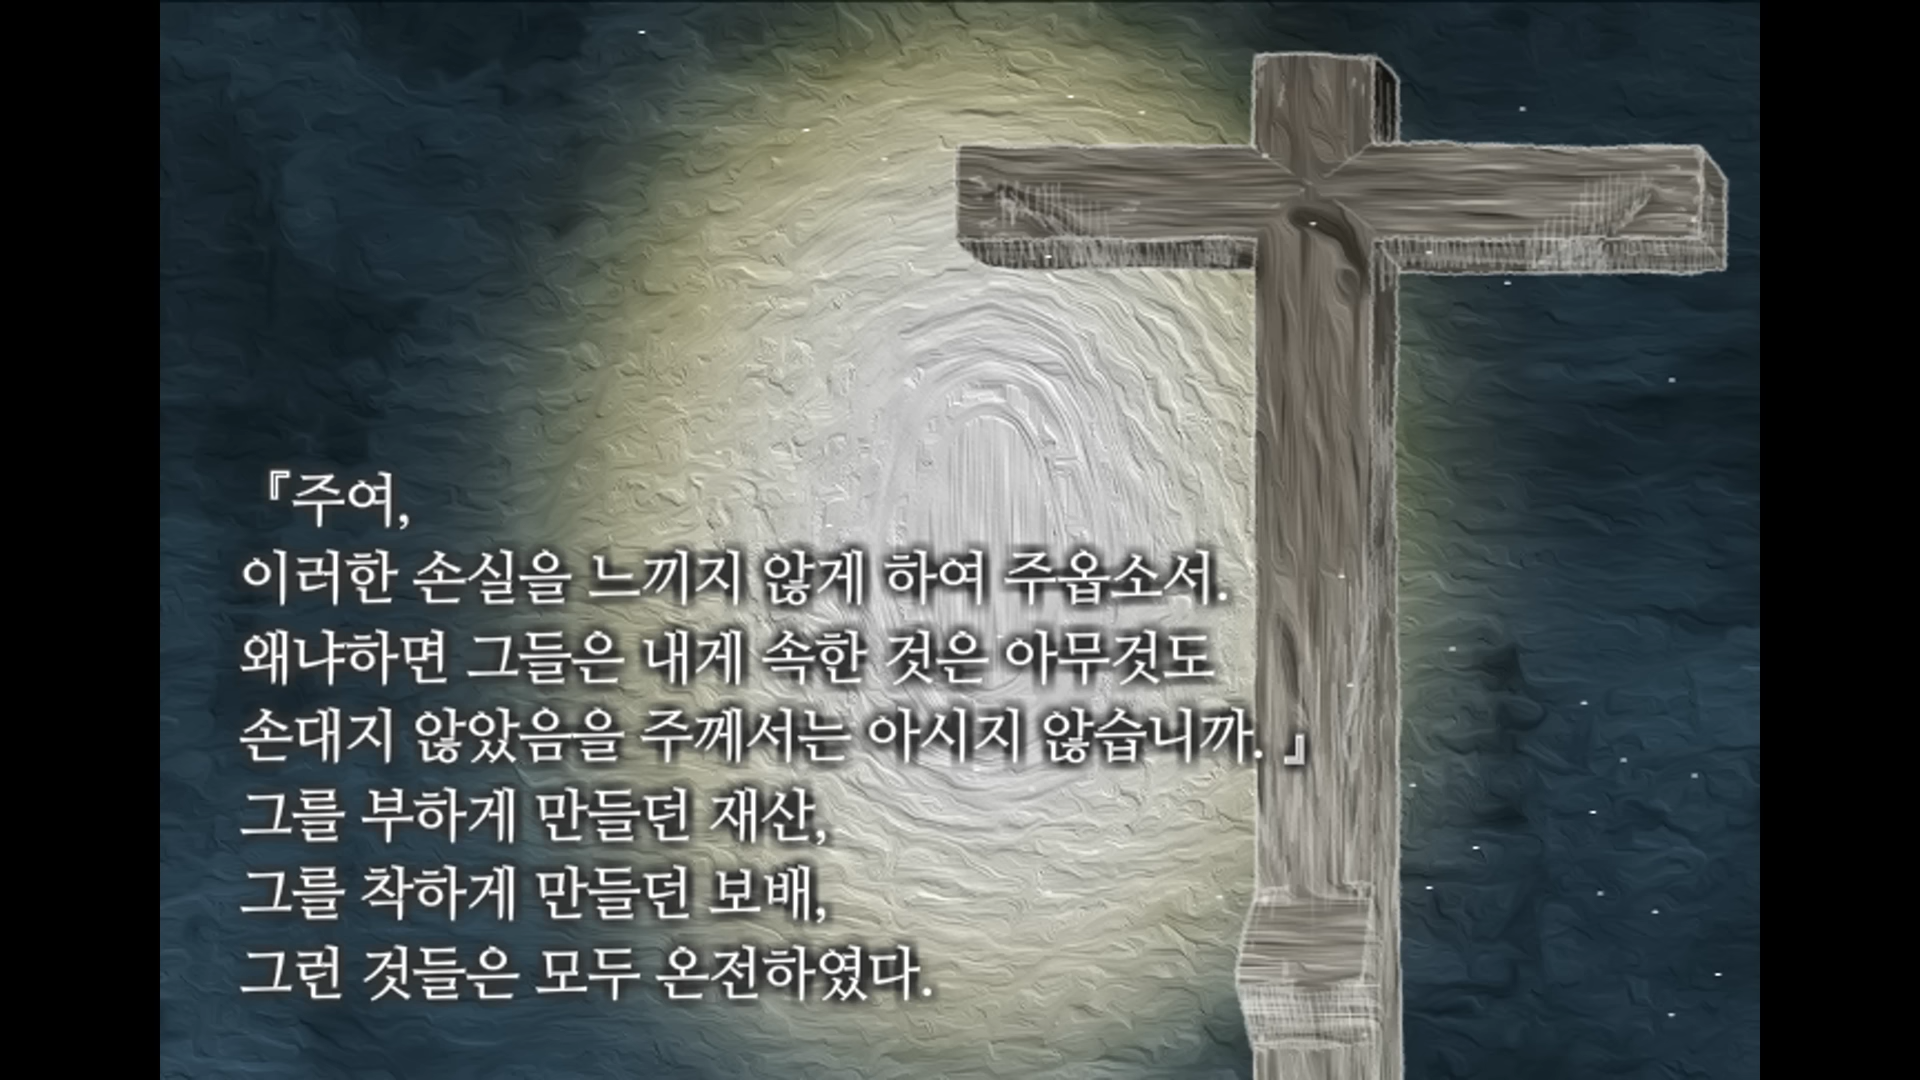 『주여,
이러한 손실을 느끼지 않게 하여 주옵소서.
왜냐하면 그들은 내게 속한 것은 아무것도
손대지 않았음을 주께서는 아시지 않습니까. 』
그를 부하게 만들던 재산,
그를 착하게 만들던 보배,
그런 것들은 모두 온전하였다.